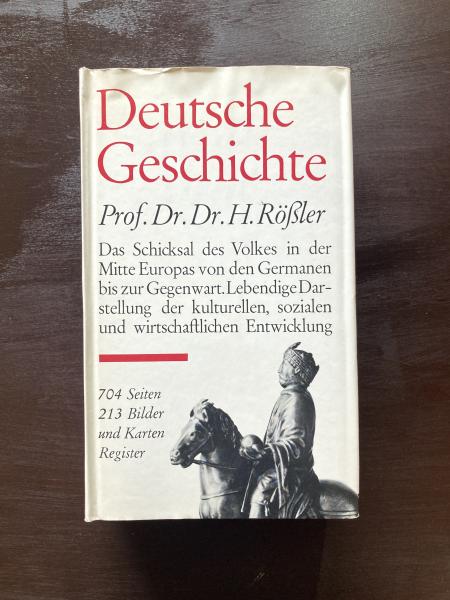 Deutsche
Geschichte
Prof. Dr. Dr. H. Rößler
Das Schicksal des Volkes in der
Mitte Europas von den Germanen
bis zur Gegenwart. Lebendige Dar-
stellung der kulturellen, sozialen
und wirtschaftlichen Entwicklung
704 Seiten
213 Bilder
und Karten
Register